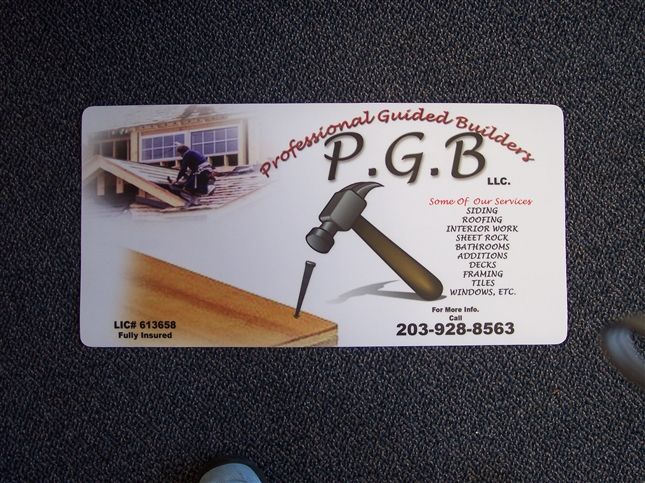 Professional Guided Builders
P.G.B
LLC.
Some Of Our Services
SIDING
ROOFING
INTERIOR WORK
SHEET ROCK
BATHROOMS
ADDITIONS
DECKS
FRAMING
TILES
WINDOWS, ETC.
For More Info.
Call
203-928-8563
LIC# 613658
Fully Insured